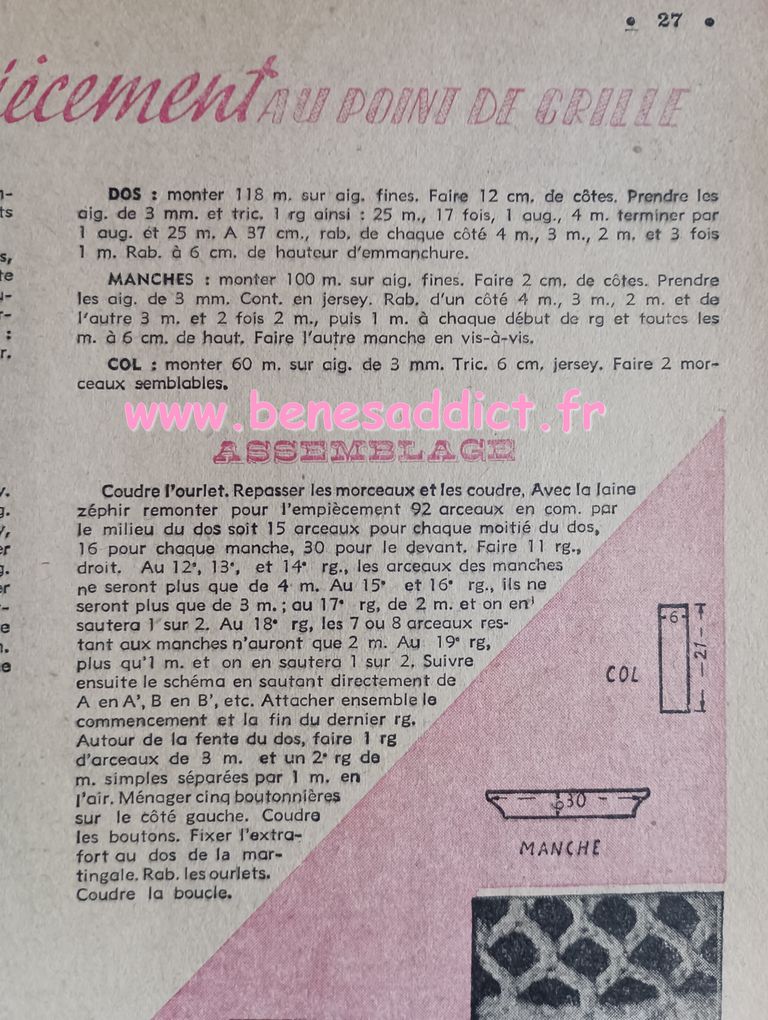 • 27 •
iècement AU POINT DE GRILLE
DOS : monter 118 m. sur aig. fines. Faire 12 cm. de côtes. Prendre les
aig. de 3 mm. et tric. 1 rg ainsi : 25 m., 17 fois, 1 aug., 4 m. terminer par
1 aug. et 25 m. A 37 cm., rab. de chaque côté 4 m., 3 m., 2 m. et 3 fois
1 m. Rab. à 6 cm. de hauteur d'emmanchure.
MANCHES : monter 100 m. sur aig. fines. Faire 2 cm. de côtes. Prendre
les aig. de 3 mm. Cont. en jersey. Rab. d'un côté 4 m., 3 m., 2 m. et de
l'autre 3 m. et 2 fois 2 m., puis 1 m. à chaque début de rg et toutes les
m. à 6 cm. de haut. Faire l'autre manche en vis-à-vis.
COL : monter 60 m. sur aig. de 3 mm. Tric. 6 cm. jersey. Faire 2 mor-
ceaux semblables.
www.benesaddict.fr
ASSEMBLAGE
Coudre l'ourlet. Repasser les morceaux et les coudre, Avec la laine
zéphir remonter pour l'empiècement 92 arceaux en com. par
le milieu du dos soit 15 arceaux pour chaque moitié du dos,
16 pour chaque manche, 30 pour le devant. Faire 11 rg.,
droit. Au 12e, 13e, et 14e rg., les arceaux des manches
ne seront plus que de 4 m. Au 15e et 16e rg., ils ne
seront plus que de 3 m. ; au 17e rg, de 2 m. et on en
sautera 1 sur 2. Au 18e rg, les 7 ou 8 arceaux res-
tant aux manches n'auront que 2 m. Au 19e rg,
plus qu'1 m. et on en sautera 1 sur 2. Suivre
ensuite le schéma en sautant directement de
A en A', B en B', etc. Attacher ensemble le
commencement et la fin du dernier rg.
Autour de la fente du dos, faire 1 rg
d'arceaux de 3 m. et un 2e rg de
m. simples séparées par 1 m. en
l'air. Ménager cinq boutonnières
sur le côté gauche. Coudre
les boutons. Fixer l'extra-
fort au dos de la mar-
tingale. Rab. les ourlets.
Coudre la boucle.
6
21
COL
30
MANCHE